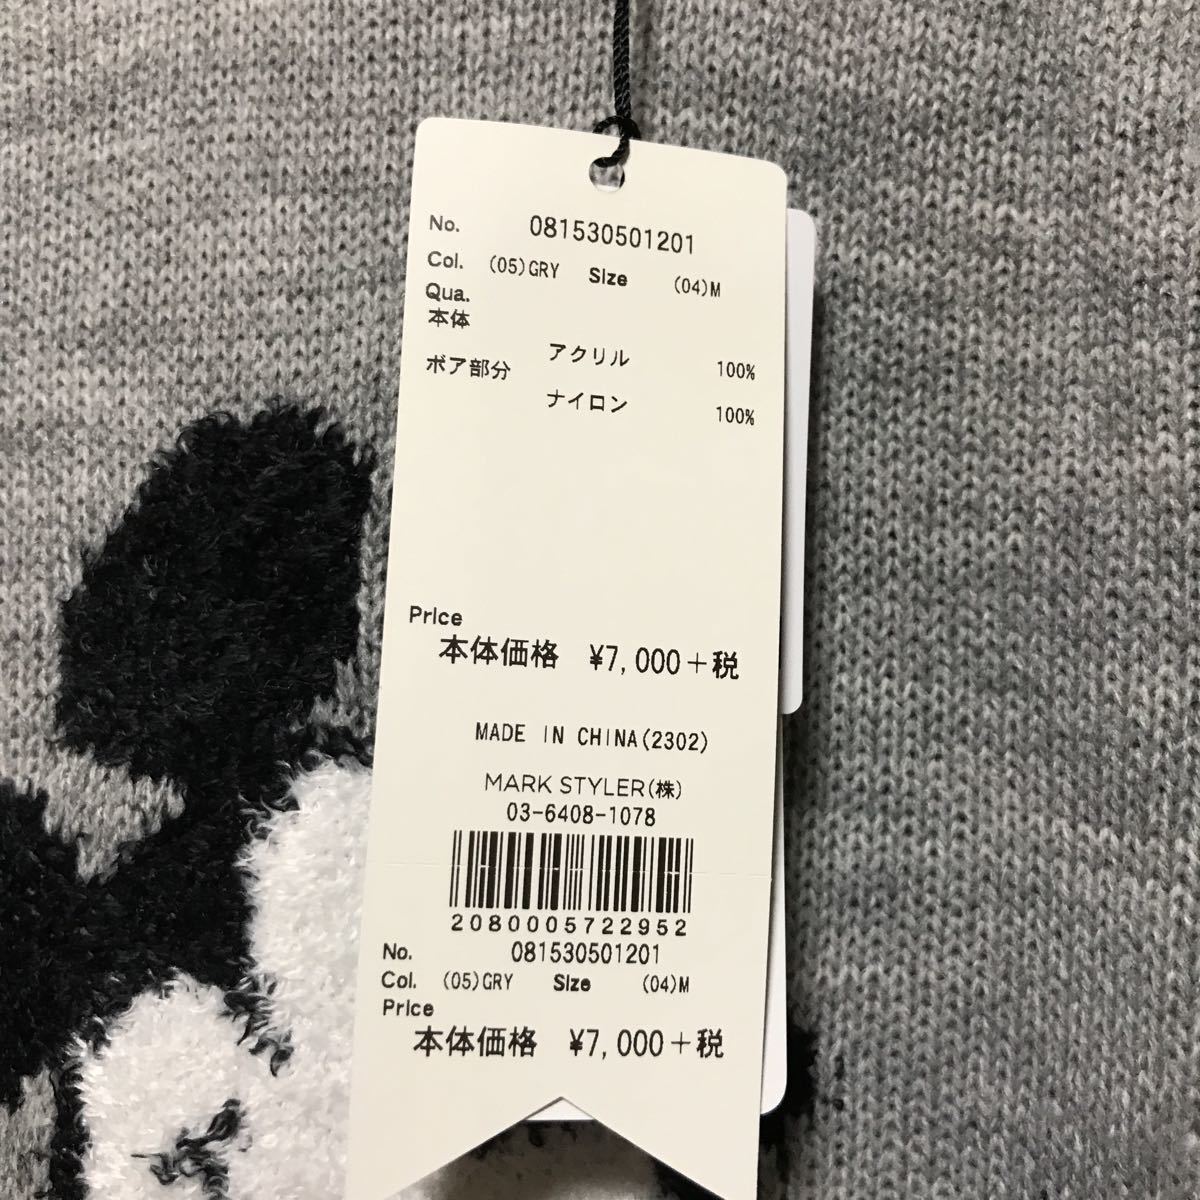 No. 081530501201
Col. (05)GRY Size (04)M
Qua.
本体
アクリル 100%
ボア部分
ナイロン 100%
Price
本体価格 ¥7,000+税
MADE IN CHINA(2302)
MARK STYLER(株)
03-6408-1078
2080005722952
No. 081530501201
Col. (05)GRY Size (04)M
Price
本体価格 ¥7,000+税